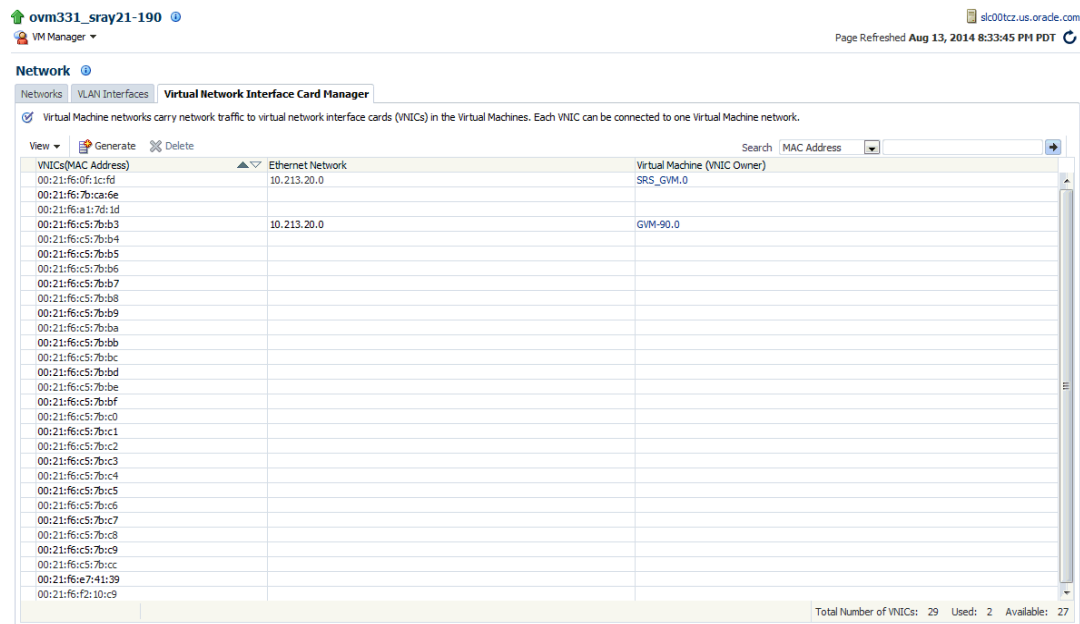 ovm331_sray21-190
slc00tcz.us.oracle.com
VM Manager
Page Refreshed Aug 13, 2014 8:33:45 PM PDT
Network
Networks VLAN Interfaces Virtual Network Interface Card Manager
Virtual Machine networks carry network traffic to virtual network interface cards (VNICs) in the Virtual Machines. Each VNIC can be connected to one Virtual Machine network.
View Generate Delete Search MAC Address
VNICs(MAC Address) Ethernet Network Virtual Machine (VNIC Owner)
00:21:f6:0f:1c:fd 10.213.20.0 SRS_GVM.0
00:21:f6:7b:ca:6e
00:21:f6:a1:7d:1d
00:21:f6:c5:7b:b3 10.213.20.0 GVM-90.0
00:21:f6:c5:7b:b4
00:21:f6:c5:7b:b5
00:21:f6:c5:7b:b6
00:21:f6:c5:7b:b7
00:21:f6:c5:7b:b8
00:21:f6:c5:7b:b9
00:21:f6:c5:7b:ba
00:21:f6:c5:7b:bb
00:21:f6:c5:7b:bc
00:21:f6:c5:7b:bd
00:21:f6:c5:7b:be
00:21:f6:c5:7b:bf
00:21:f6:c5:7b:c0
00:21:f6:c5:7b:c1
00:21:f6:c5:7b:c2
00:21:f6:c5:7b:c3
00:21:f6:c5:7b:c4
00:21:f6:c5:7b:c5
00:21:f6:c5:7b:c6
00:21:f6:c5:7b:c7
00:21:f6:c5:7b:c8
00:21:f6:c5:7b:c9
00:21:f6:c5:7b:cc
00:21:f6:e7:41:39
00:21:f6:f2:10:c9
Total Number of VNICs: 29 Used: 2 Available: 27